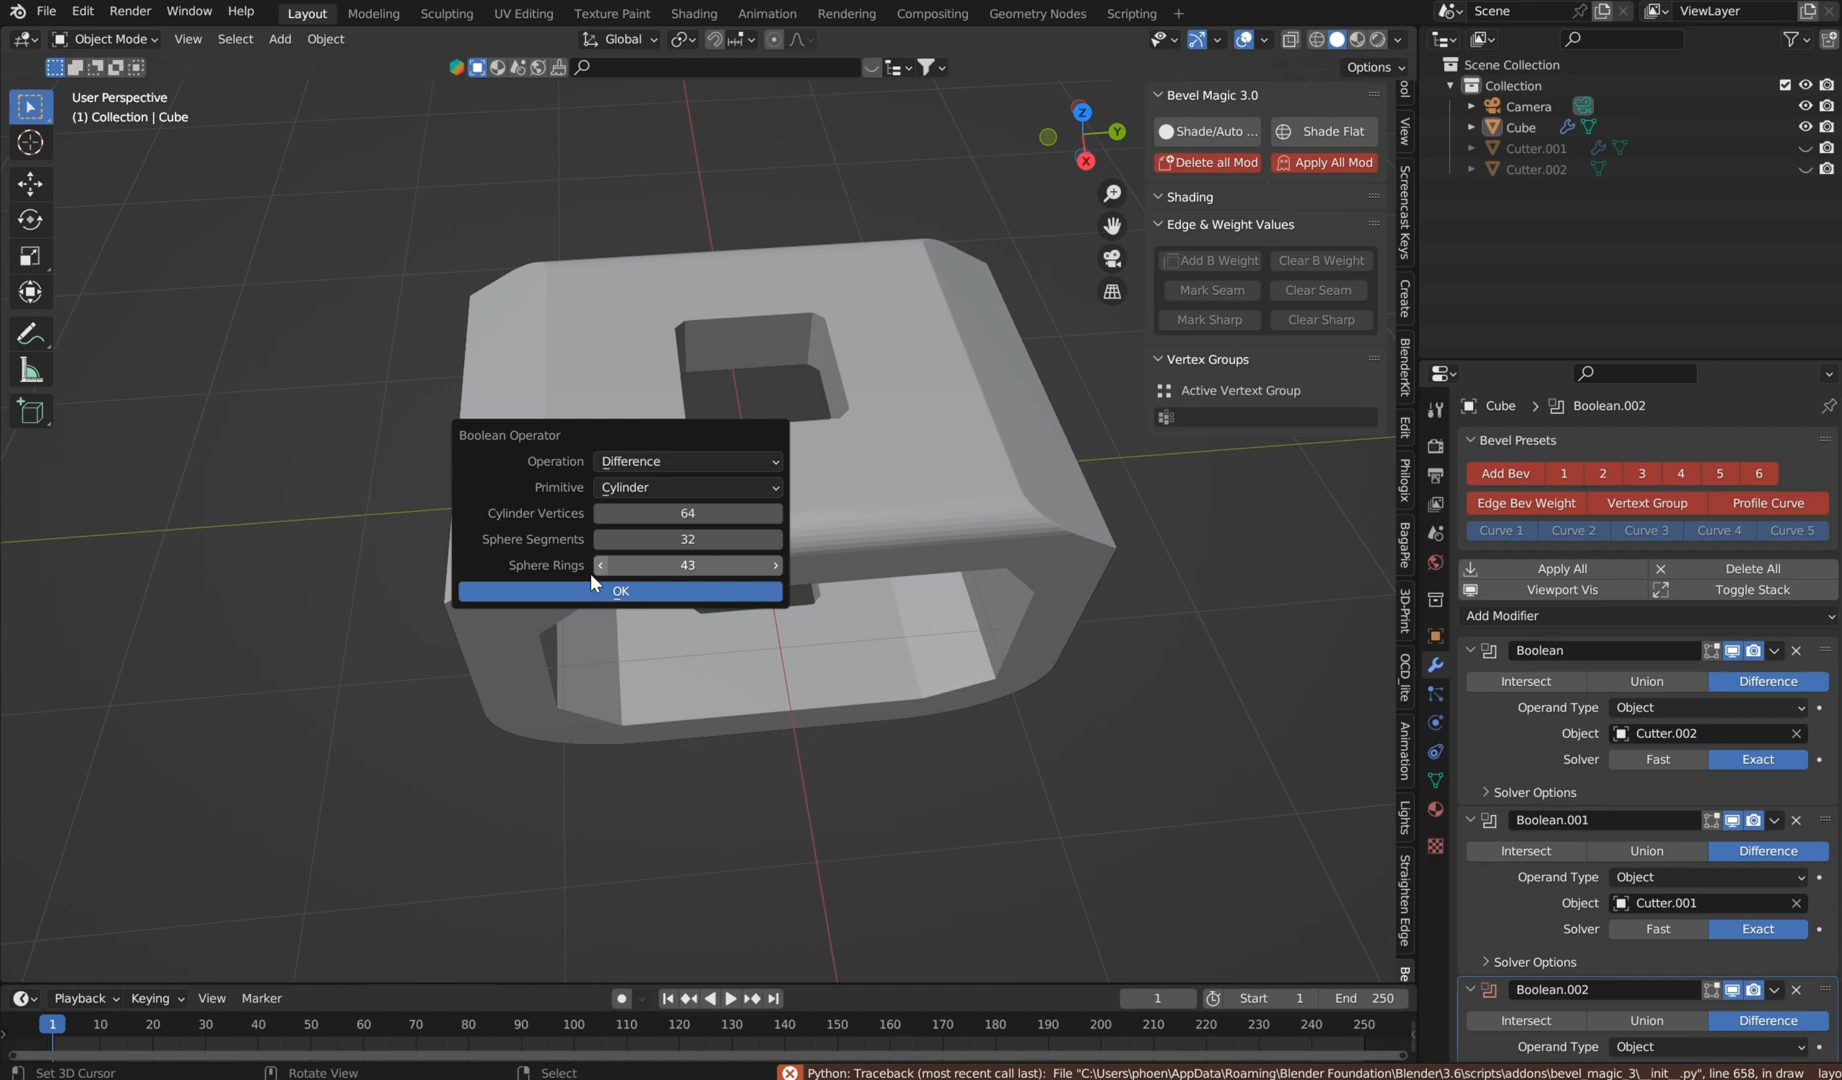 File Edit Render Window Help Layout Modeling Sculpting UV Editing Texture Paint Shading Animation Rendering Compositing Geometry Nodes Scripting + Scene ViewLayer
Object Mode View Select Add Object Global
Options
User Perspective
(1) Collection | Cube
Z
Y
X
Bevel Magic 3.0
Shade/Auto ... Shade Flat
Delete all Mod Apply All Mod
Shading
Edge & Weight Values
Add B Weight Clear B Weight
Mark Seam Clear Seam
Mark Sharp Clear Sharp
Vertex Groups
Active Vertext Group
ool
View
Screencast Keys
Create
BlenderKit
Edit
Philogix
BagaPie
3D-Print
OCD_lite
Animation
Lights
Straighten Edge
Be
Boolean Operator
Operation Difference
Primitive Cylinder
Cylinder Vertices 64
Sphere Segments 32
Sphere Rings 43
OK
Scene Collection
Collection
Camera
Cube
Cutter.001
Cutter.002
Cube > Boolean.002
Bevel Presets
Add Bev 1 2 3 4 5 6
Edge Bev Weight Vertext Group Profile Curve
Curve 1 Curve 2 Curve 3 Curve 4 Curve 5
Apply All Delete All
Viewport Vis Toggle Stack
Add Modifier
Boolean
Intersect Union Difference
Operand Type Object
Object Cutter.002
Solver Fast Exact
Solver Options
Boolean.001
Intersect Union Difference
Operand Type Object
Object Cutter.001
Solver Fast Exact
Solver Options
Boolean.002
Intersect Union Difference
Operand Type Object
Playback Keying View Marker 1 Start 1 End 250
1 10 20 30 40 50 60 70 80 90 100 110 120 130 140 150 160 170 180 190 200 210 220 230 240 250
Set 3D Cursor Rotate View Select Python: Traceback (most recent call last): File "C:\Users\phoen\AppData\Roaming\Blender Foundation\Blender\3.6\scripts\addons\bevel_magic_3\__init__.py", line 658, in draw layo